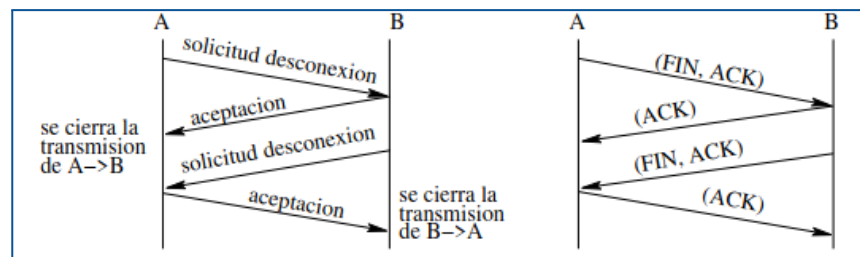 A
B
solicitud desconexion
aceptacion
se cierra la
transmision
de A->B
solicitud desconexion
aceptacion
se cierra la
transmision
de B->A
A
B
(FIN, ACK)
(ACK)
(FIN, ACK)
(ACK)